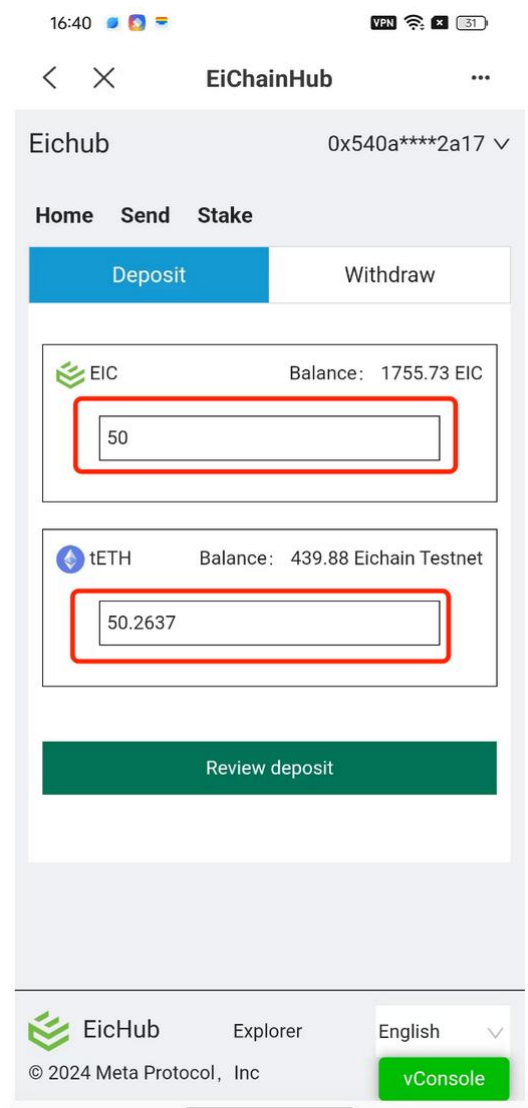 16:40 VPN 31
EiChainHub
Eichub 0x540a****2a17
Home Send Stake
Deposit Withdraw
EIC Balance： 1755.73 EIC
50
tETH Balance： 439.88 Eichain Testnet
50.2637
Review deposit
EicHub Explorer English
© 2024 Meta Protocol，Inc vConsole